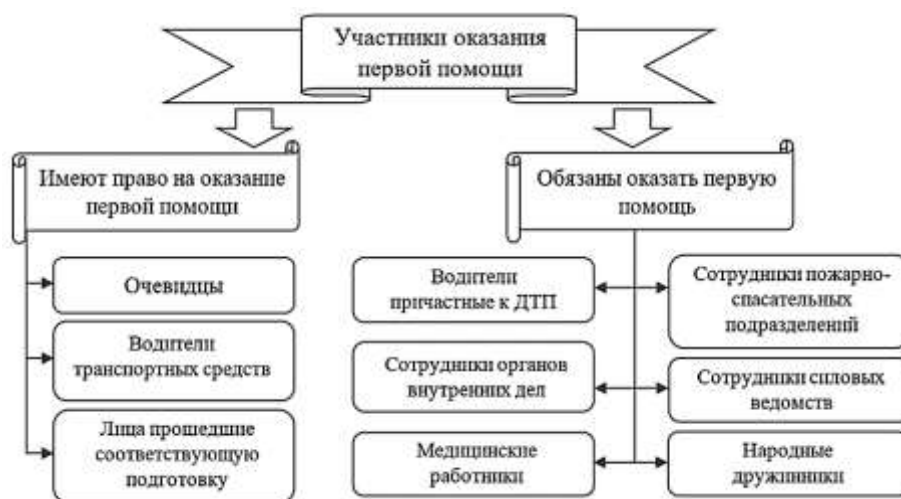 Участники оказания
первой помощи
Имеют право на оказание
первой помощи
Очевидцы
Водители
транспортных средств
Лица прошедшие
соответствующую
подготовку
Обязаны оказать первую
помощь
Водители
причастные к ДТП
Сотрудники органов
внутренних дел
Медицинские
работники
Сотрудники пожарно-
спасательных
подразделений
Сотрудники силовых
ведомств
Народные
дружинники